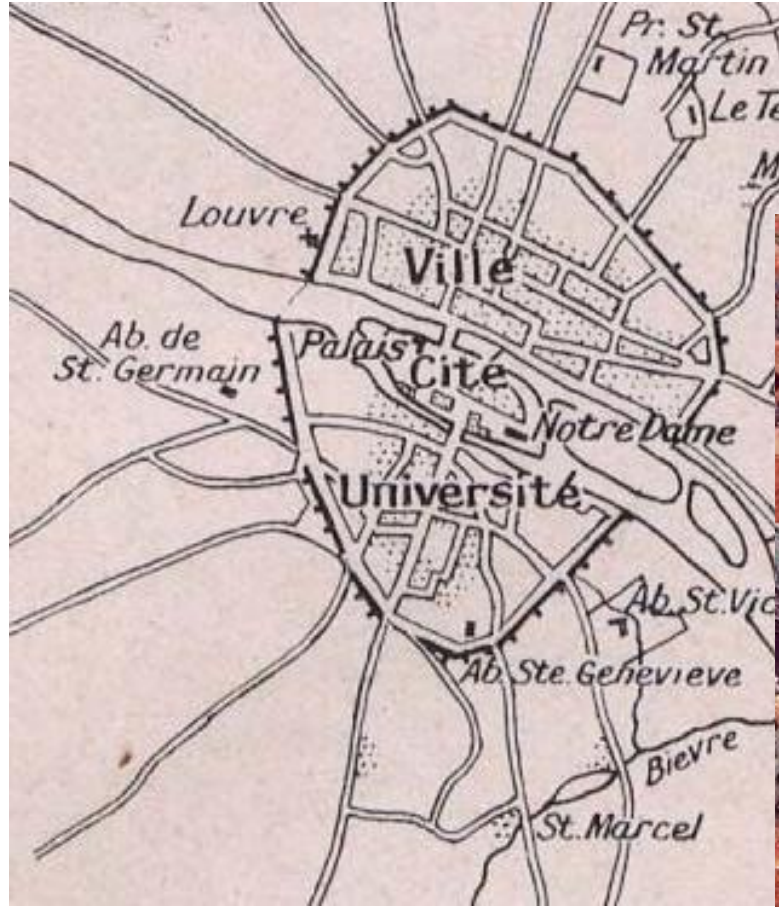 Pr. St.
Martin
Le Te
M
Louvre
Ville
Ab. de
St. Germain
Palais
Cité
Notre Dame
Université
Ab. St. Vic
Ab. Ste. Geneviève
Bievre
St. Marcel